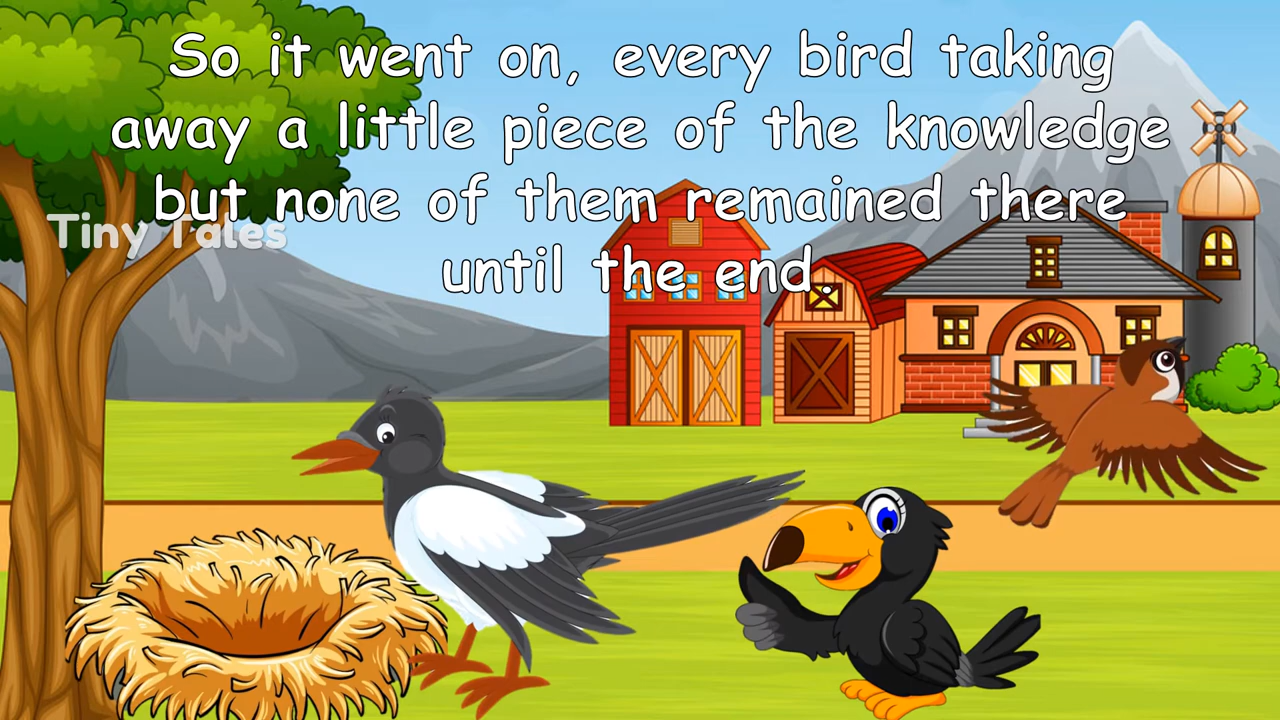 So it went on, every bird taking
away a little piece of the knowledge
but none of them remained there
until the end.
Tiny Tales